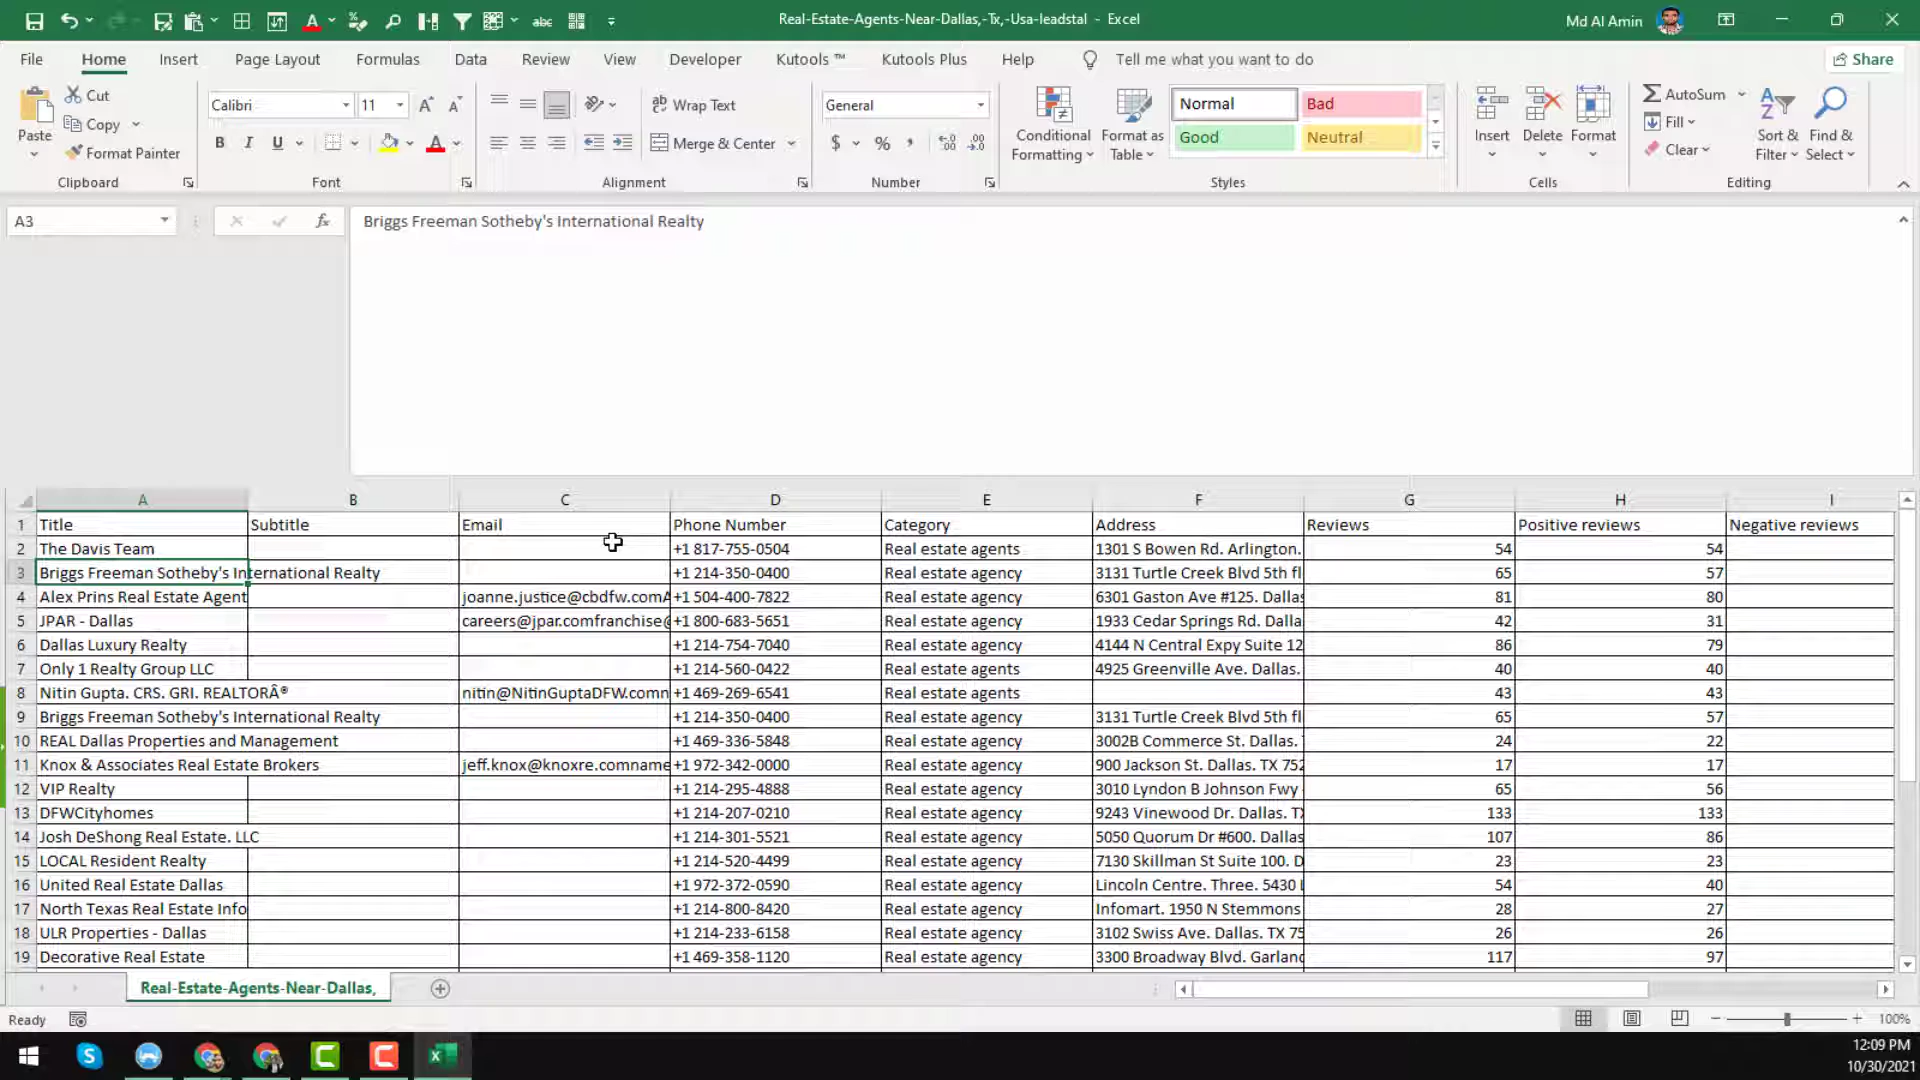 Real-Estate-Agents-Near-Dallas,-Tx,-Usa-leadstal - Excel
Md Al Amin
File Home Insert Page Layout Formulas Data Review View Developer Kutools ™ Kutools Plus Help Tell me what you want to do Share
Paste Cut Copy Format Painter Clipboard
Calibri 11 B I U Font
Wrap Text Merge & Center Alignment
General $ % , Number
Conditional Formatting Format as Table Normal Bad Good Neutral Styles
Insert Delete Format Cells
AutoSum Fill Clear Sort & Filter Find & Select Editing
A3 fx Briggs Freeman Sotheby's International Realty
A B C D E F G H I
1 Title Subtitle Email Phone Number Category Address Reviews Positive reviews Negative reviews
2 The Davis Team +1 817-755-0504 Real estate agents 1301 S Bowen Rd. Arlington. 54 54
3 Briggs Freeman Sotheby's International Realty +1 214-350-0400 Real estate agency 3131 Turtle Creek Blvd 5th fl 65 57
4 Alex Prins Real Estate Agent joanne.justice@cbdfw.comA +1 504-400-7822 Real estate agency 6301 Gaston Ave #125. Dallas 81 80
5 JPAR - Dallas careers@jpar.comfranchise@ +1 800-683-5651 Real estate agency 1933 Cedar Springs Rd. Dalla 42 31
6 Dallas Luxury Realty +1 214-754-7040 Real estate agency 4144 N Central Expy Suite 12 86 79
7 Only 1 Realty Group LLC +1 214-560-0422 Real estate agents 4925 Greenville Ave. Dallas. 40 40
8 Nitin Gupta. CRS. GRI. REALTORÂ® nitin@NitinGuptaDFW.comn +1 469-269-6541 Real estate agents 43 43
9 Briggs Freeman Sotheby's International Realty +1 214-350-0400 Real estate agency 3131 Turtle Creek Blvd 5th fl 65 57
10 REAL Dallas Properties and Management +1 469-336-5848 Real estate agency 3002B Commerce St. Dallas. 24 22
11 Knox & Associates Real Estate Brokers jeff.knox@knoxre.comname +1 972-342-0000 Real estate agency 900 Jackson St. Dallas. TX 752 17 17
12 VIP Realty +1 214-295-4888 Real estate agency 3010 Lyndon B Johnson Fwy 65 56
13 DFWCityhomes +1 214-207-0210 Real estate agency 9243 Vinewood Dr. Dallas. TX 133 133
14 Josh DeShong Real Estate. LLC +1 214-301-5521 Real estate agency 5050 Quorum Dr #600. Dallas 107 86
15 LOCAL Resident Realty +1 214-520-4499 Real estate agency 7130 Skillman St Suite 100. D 23 23
16 United Real Estate Dallas +1 972-372-0590 Real estate agency Lincoln Centre. Three. 5430 L 54 40
17 North Texas Real Estate Info +1 214-800-8420 Real estate agency Infomart. 1950 N Stemmons 28 27
18 ULR Properties - Dallas +1 214-233-6158 Real estate agency 3102 Swiss Ave. Dallas. TX 75 26 26
19 Decorative Real Estate +1 469-358-1120 Real estate agency 3300 Broadway Blvd. Garland 117 97
Real-Estate-Agents-Near-Dallas,
Ready 100%
12:09 PM
10/30/2021